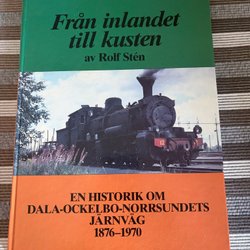 Från inlandet
till kusten
av Rolf Stén
EN HISTORIK OM
DALA-OCKELBO-NORRSUNDETS
JÄRNVÄG
1876–1970